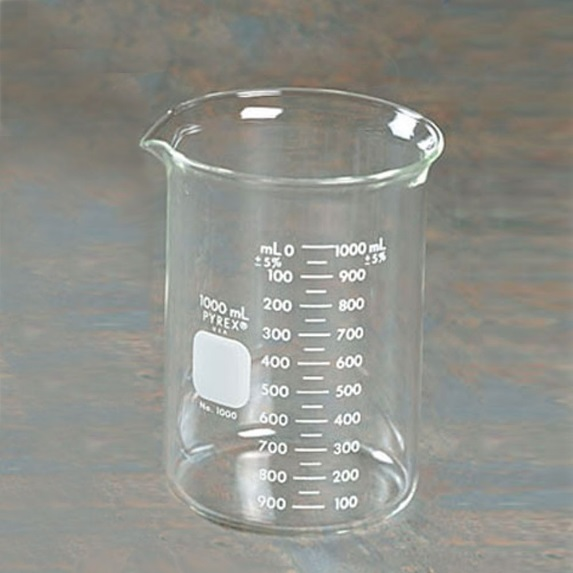 mL 0 1000 mL
±5% ±5%
100 900
200 800
300 700
400 600
500 500
600 400
700 300
800 200
900 100
1000 mL
PYREX®
USA
No. 1000